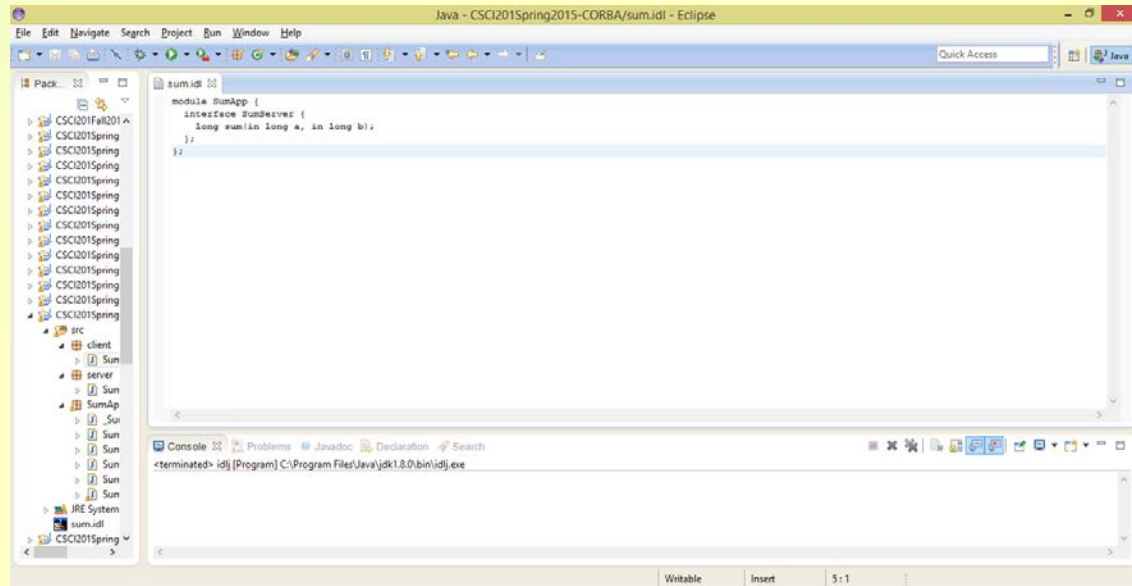 Java - CSCI201Spring2015-CORBA/sum.idl - Eclipse
File Edit Navigate Search Project Run Window Help
Quick Access
Java
Pack...
sum.idl
CSCI201Fall201
CSCI201Spring
CSCI201Spring
CSCI201Spring
CSCI201Spring
CSCI201Spring
CSCI201Spring
CSCI201Spring
CSCI201Spring
CSCI201Spring
CSCI201Spring
CSCI201Spring
CSCI201Spring
CSCI201Spring
src
client
Sum
server
Sum
SumAp
_Su
Sum
Sum
Sum
Sum
Sum
JRE System
sum.idl
CSCI201Spring
module SumApp {
interface SumServer {
long sum(in long a, in long b);
};
};
Console Problems Javadoc Declaration Search
<terminated> idlj [Program] C:\Program Files\Java\jdk1.8.0\bin\idlj.exe
Writable Insert 5:1